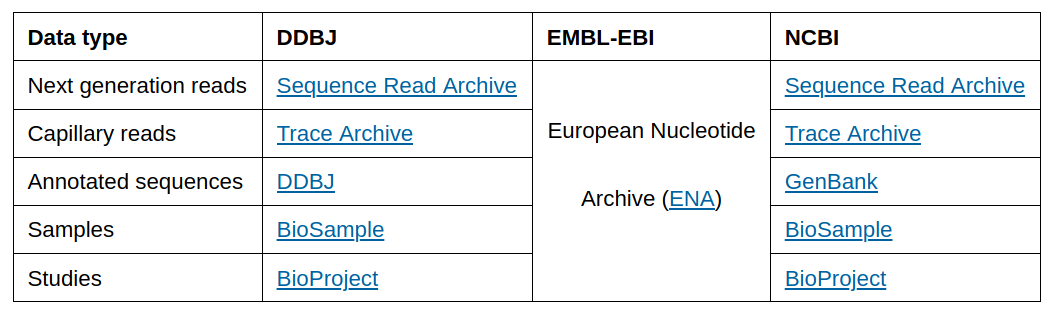 Data type DDBJ EMBL-EBI NCBI
Next generation reads Sequence Read Archive Sequence Read Archive
European Nucleotide
Capillary reads Trace Archive Trace Archive
Annotated sequences DDBJ GenBank
Archive (ENA)
Samples BioSample BioSample
Studies BioProject BioProject